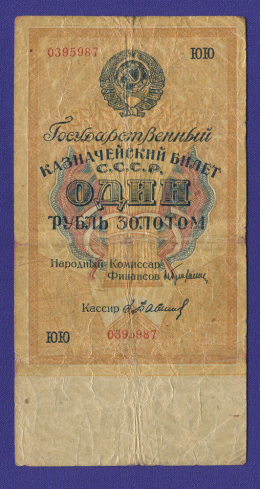 0395987 ЮЮ
Государственный
КАЗНАЧЕЙСКИЙ БИЛЕТ
С.С.С.Р.
ОДИН
РУБЛЬ ЗОЛОТОМ
Народный Комиссар
Финансов
Кассир
ЮЮ 0395987